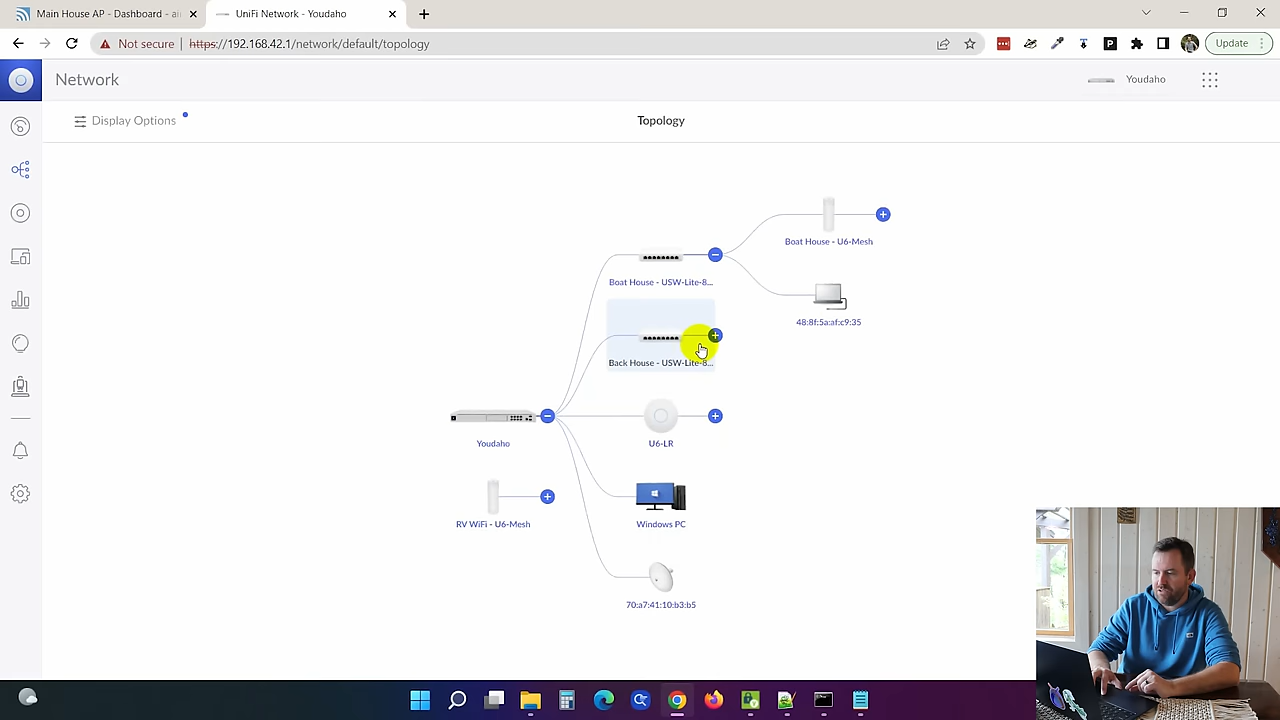 Main House AP - Dashboard - ai
UniFi Network - Youdaho
Not secure
https://192.168.42.1/network/default/topology
Update
Network
Youdaho
Display Options
Topology
Boat House - U6-Mesh
Boat House - USW-Lite-8...
48:8f:5a:af:c9:35
Back House - USW-Lite-8...
Youdaho
U6-LR
RV WiFi - U6-Mesh
Windows PC
70:a7:41:10:b3:b5